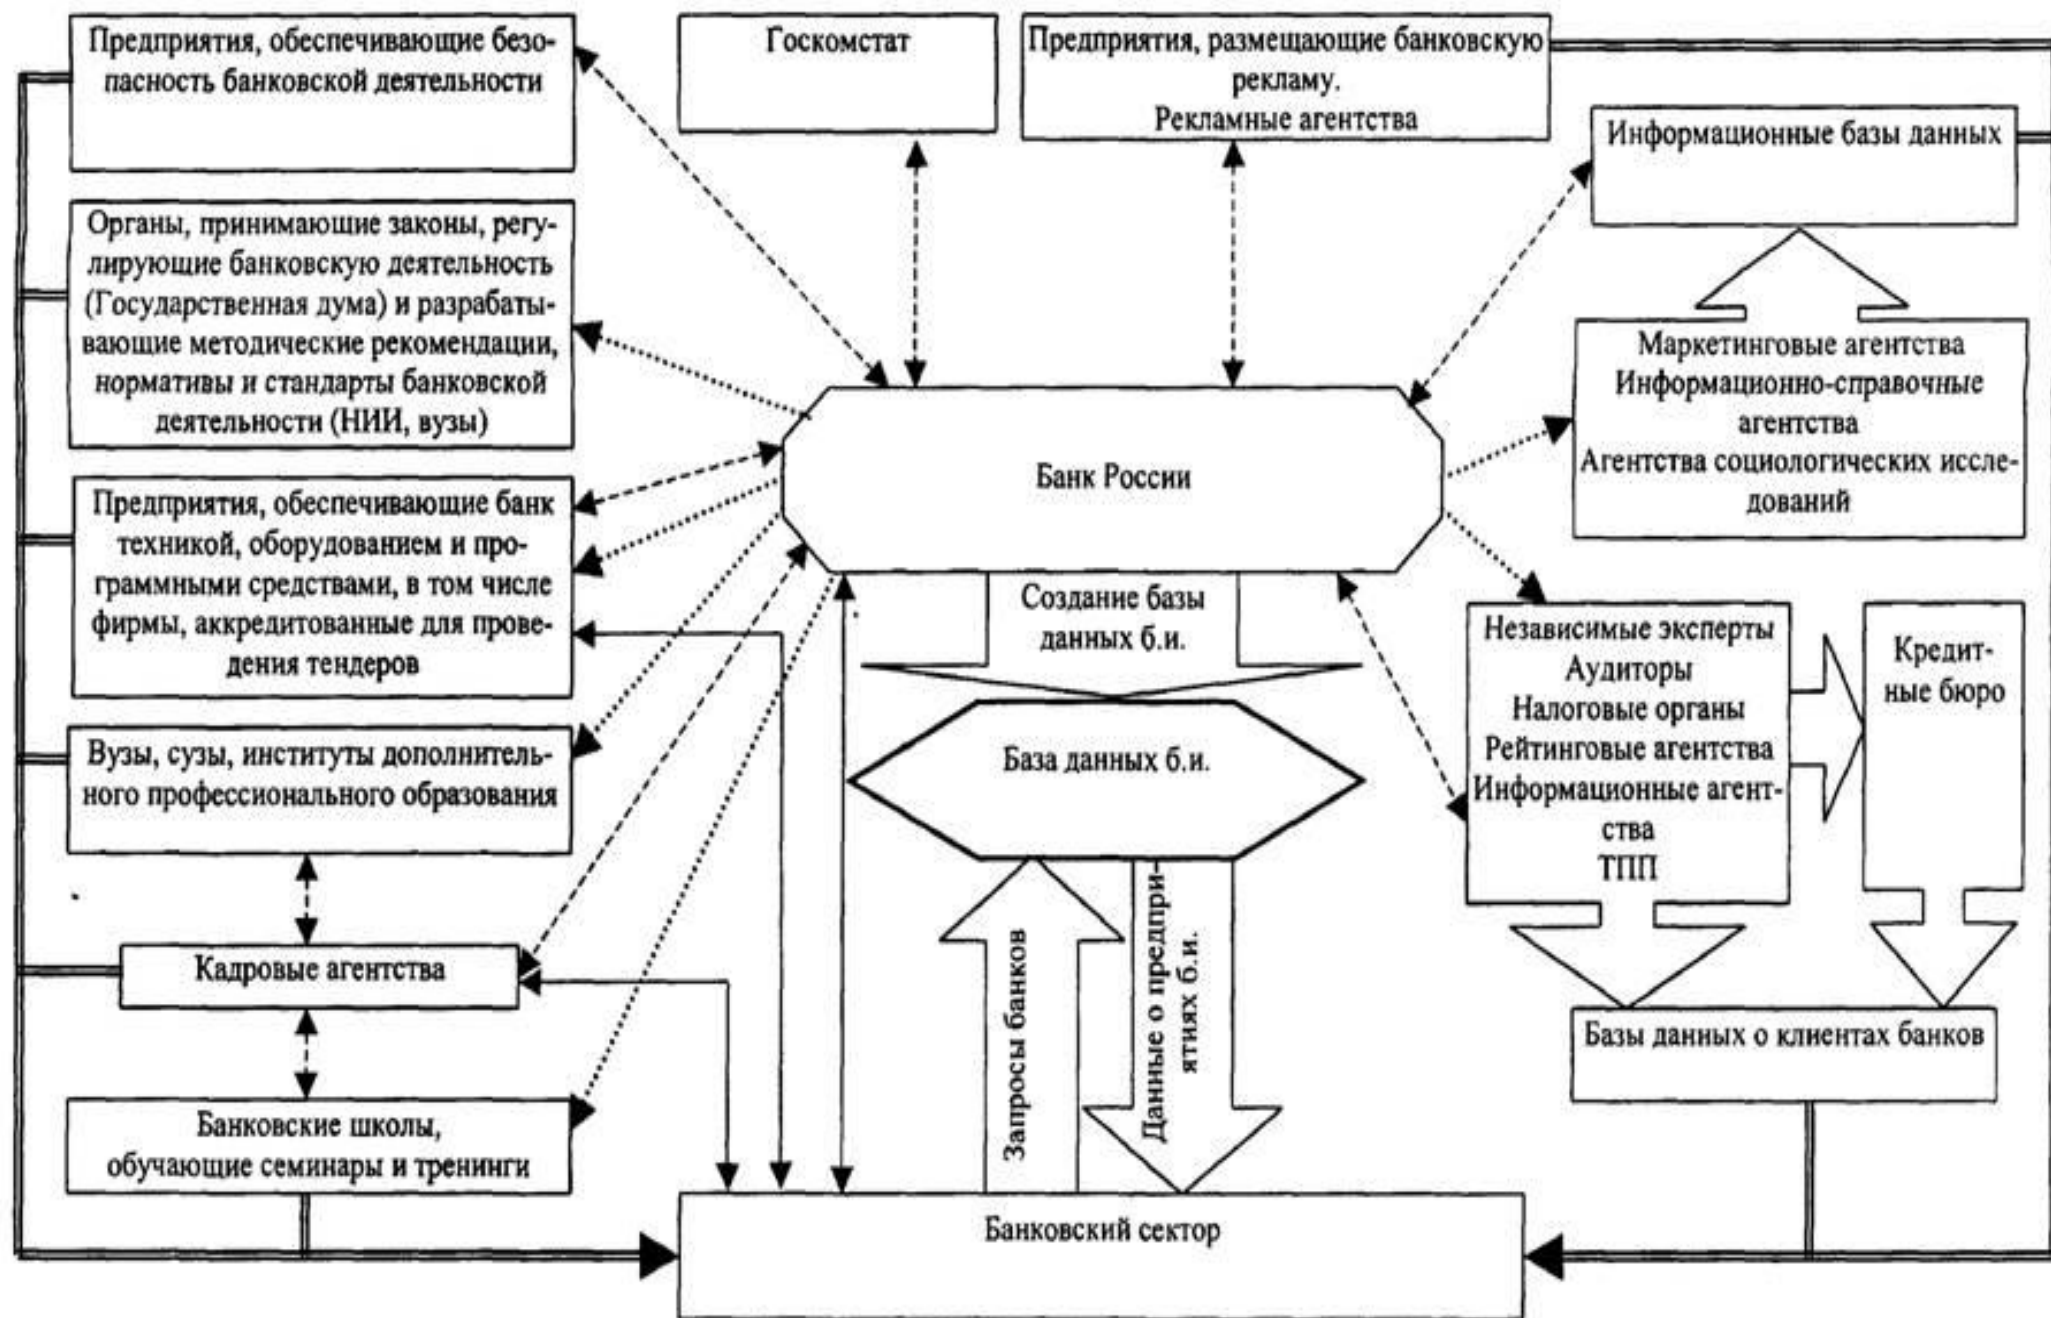 Предприятия, обеспечивающие безо-
пасность банковской деятельности
Госкомстат
Предприятия, размещающие банковскую
рекламу.
Рекламные агентства
Информационные базы данных
Органы, принимающие законы, регу-
лирующие банковскую деятельность
(Государственная дума) и разрабаты-
вающие методические рекомендации,
нормативы и стандарты банковской
деятельности (НИИ, вузы)
Маркетинговые агентства
Информационно-справочные
агентства
Агентства социологических иссле-
дований
Банк России
Предприятия, обеспечивающие банк
техникой, оборудованием и про-
граммными средствами, в том числе
фирмы, аккредитованные для прове-
дения тендеров
Создание базы
данных б.и.
Независимые эксперты
Аудиторы
Налоговые органы
Рейтинговые агентства
Информационные агент-
ства
ТПП
Кредит-
ные бюро
База данных б.и.
Вузы, сузы, институты дополнитель-
ного профессионального образования
Кадровые агентства
Запросы банков
Данные о предпри-
ятиях б.и.
Базы данных о клиентах банков
Банковские школы,
обучающие семинары и тренинги
Банковский сектор